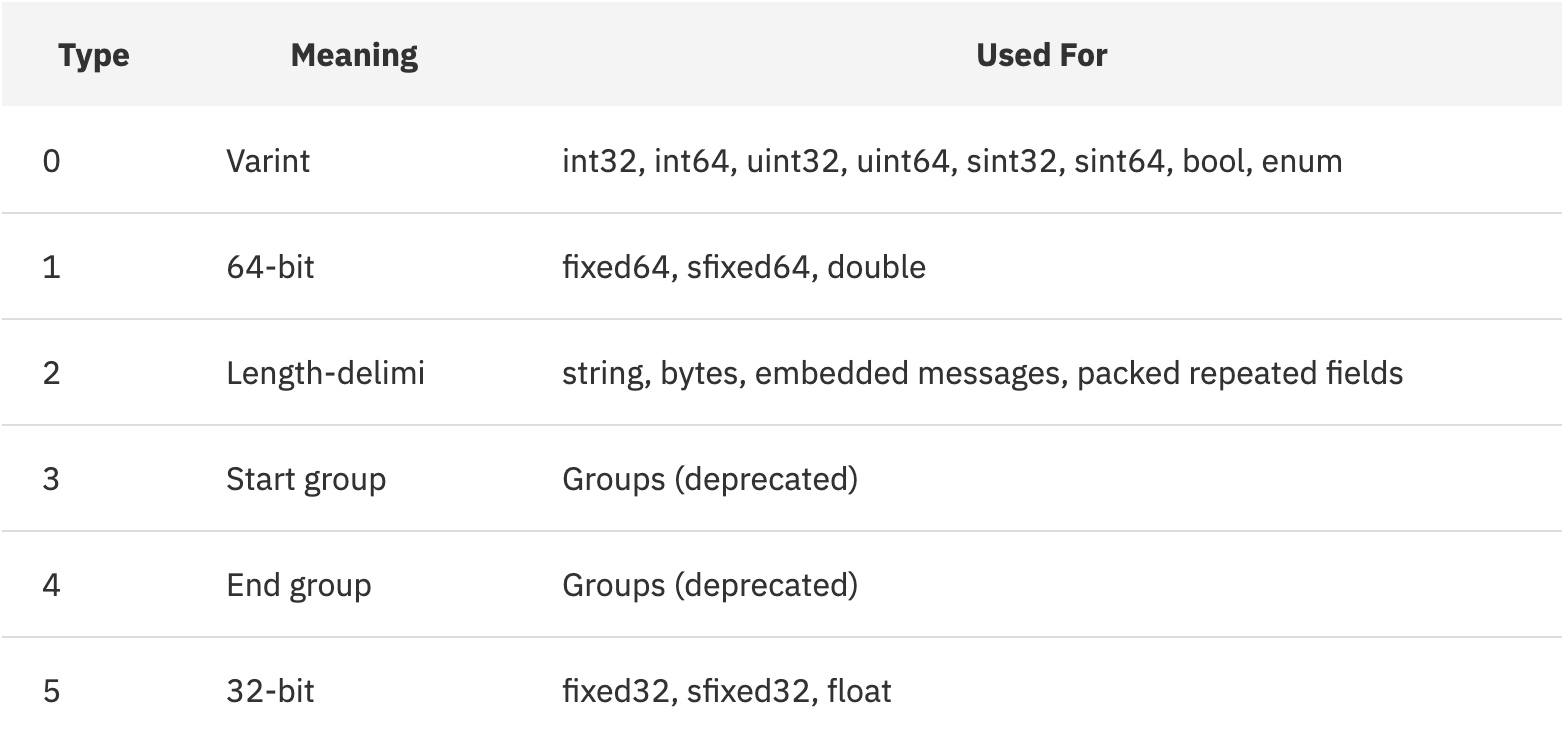 Type Meaning Used For
0 Varint int32, int64, uint32, uint64, sint32, sint64, bool, enum
1 64-bit fixed64, sfixed64, double
2 Length-delimi string, bytes, embedded messages, packed repeated fields
3 Start group Groups (deprecated)
4 End group Groups (deprecated)
5 32-bit fixed32, sfixed32, float